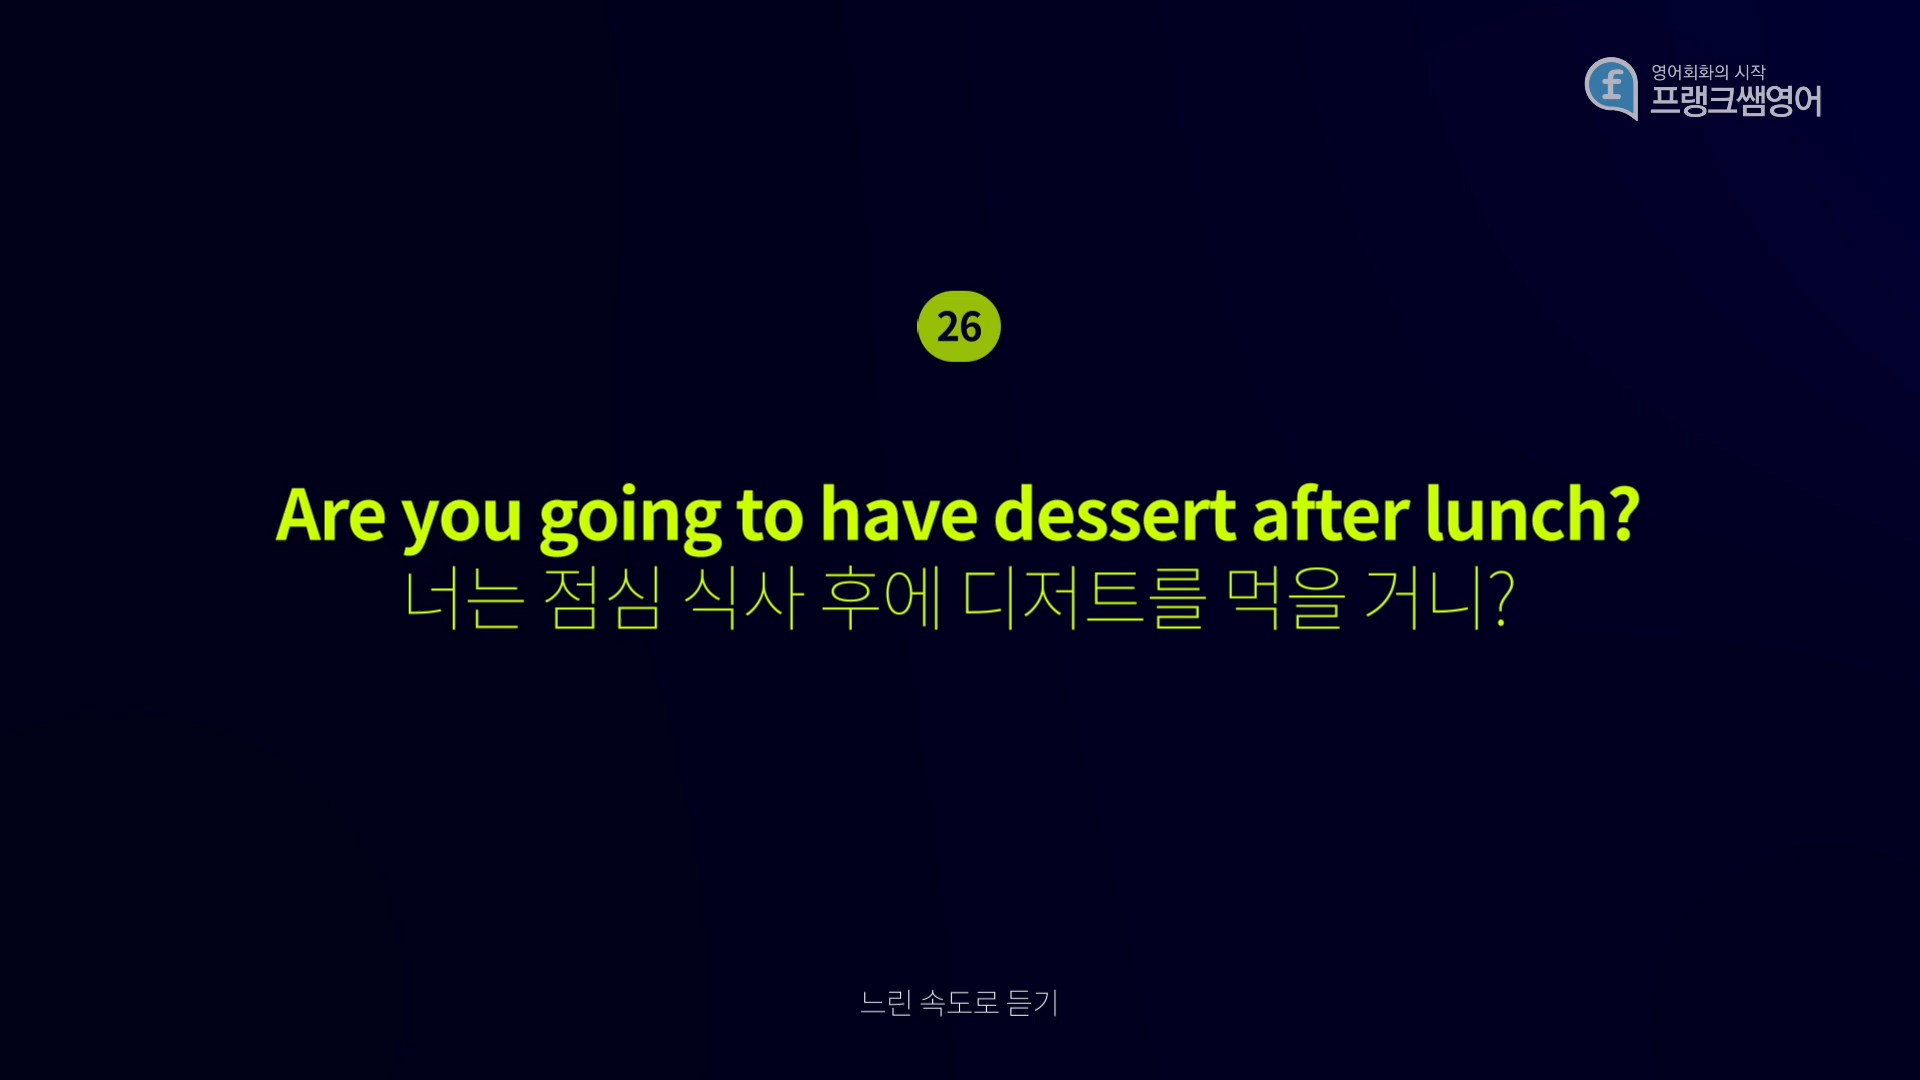 영어회화의 시작
프랭크쌤영어
26
Are you going to have dessert after lunch?
너는 점심 식사 후에 디저트를 먹을 거니?
느린 속도로 듣기